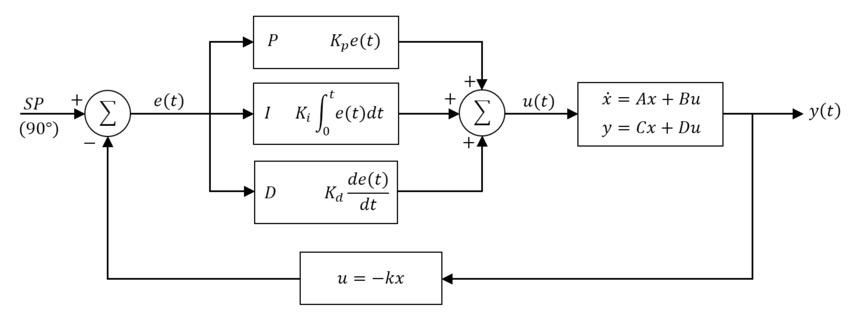 SP
(90°)
+
−
∑
e(t)
P K_p e(t)
I K_i ∫_0^t e(t)dt
D K_d de(t)/dt
+
+
+
∑
u(t)
ẋ = Ax + Bu
y = Cx + Du
y(t)
u = −kx